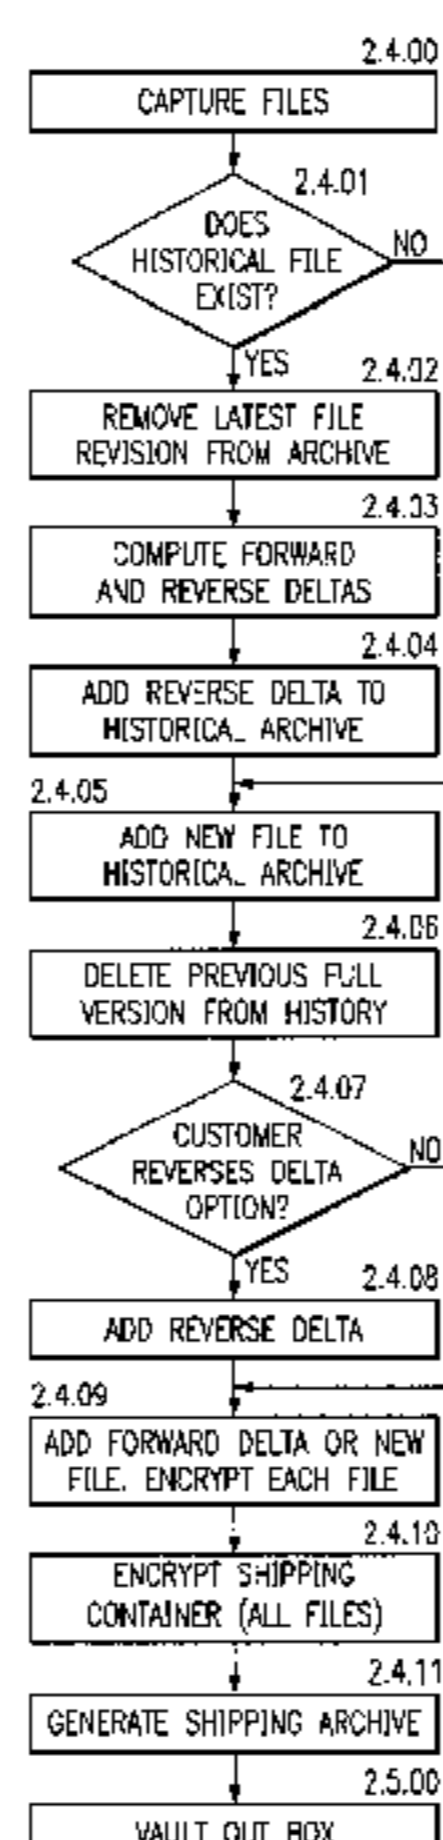 2.4.00
CAPTURE FILES
2.4.01
DOES
HISTORICAL FILE
EXIST?
NO
YES
2.4.02
REMOVE LATEST FILE
REVISION FROM ARCHIVE
2.4.03
COMPUTE FORWARD
AND REVERSE DELTAS
2.4.04
ADD REVERSE DELTA TO
HISTORICAL ARCHIVE
2.4.05
ADD NEW FILE TO
HISTORICAL ARCHIVE
2.4.06
DELETE PREVIOUS FULL
VERSION FROM HISTORY
2.4.07
CUSTOMER
REVERSES DELTA
OPTION?
NO
YES
2.4.08
ADD REVERSE DELTA
2.4.09
ADD FORWARD DELTA OR NEW
FILE. ENCRYPT EACH FILE
2.4.10
ENCRYPT SHIPPING
CONTAINER (ALL FILES)
2.4.11
GENERATE SHIPPING ARCHIVE
2.5.00
VAULT OUT BOX